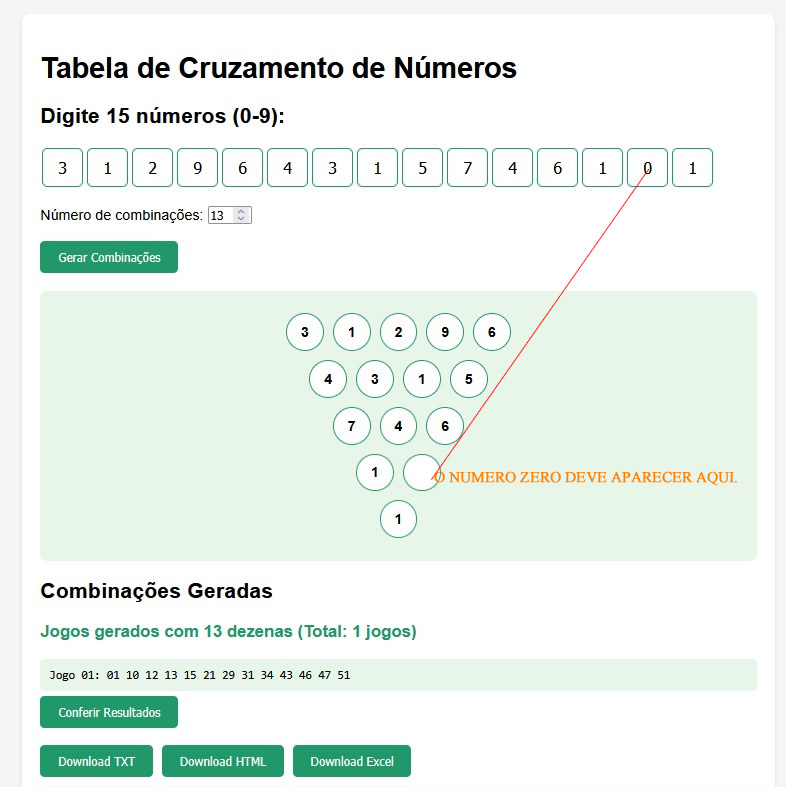 Tabela de Cruzamento de Números
Digite 15 números (0-9):
3 1 2 9 6 4 3 1 5 7 4 6 1 0 1
Número de combinações: 13
Gerar Combinações
3 1 2 9 6
4 3 1 5
7 4 6
1
O NUMERO ZERO DEVE APARECER AQUI.
1
Combinações Geradas
Jogos gerados com 13 dezenas (Total: 1 jogos)
Jogo 01: 01 10 12 13 15 21 29 31 34 43 46 47 51
Conferir Resultados
Download TXT Download HTML Download Excel